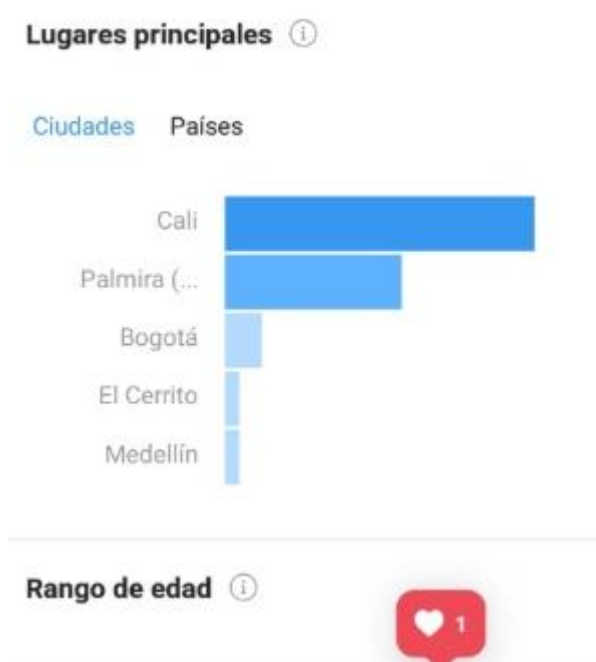 Lugares principales
Ciudades Países
Cali
Palmira (...
Bogotá
El Cerrito
Medellín
Rango de edad
1